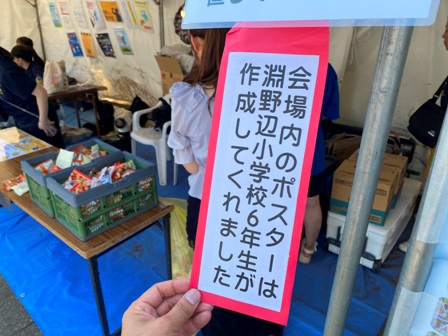 会場内のポスターは
淵野辺小学校6年生が
作成してくれました